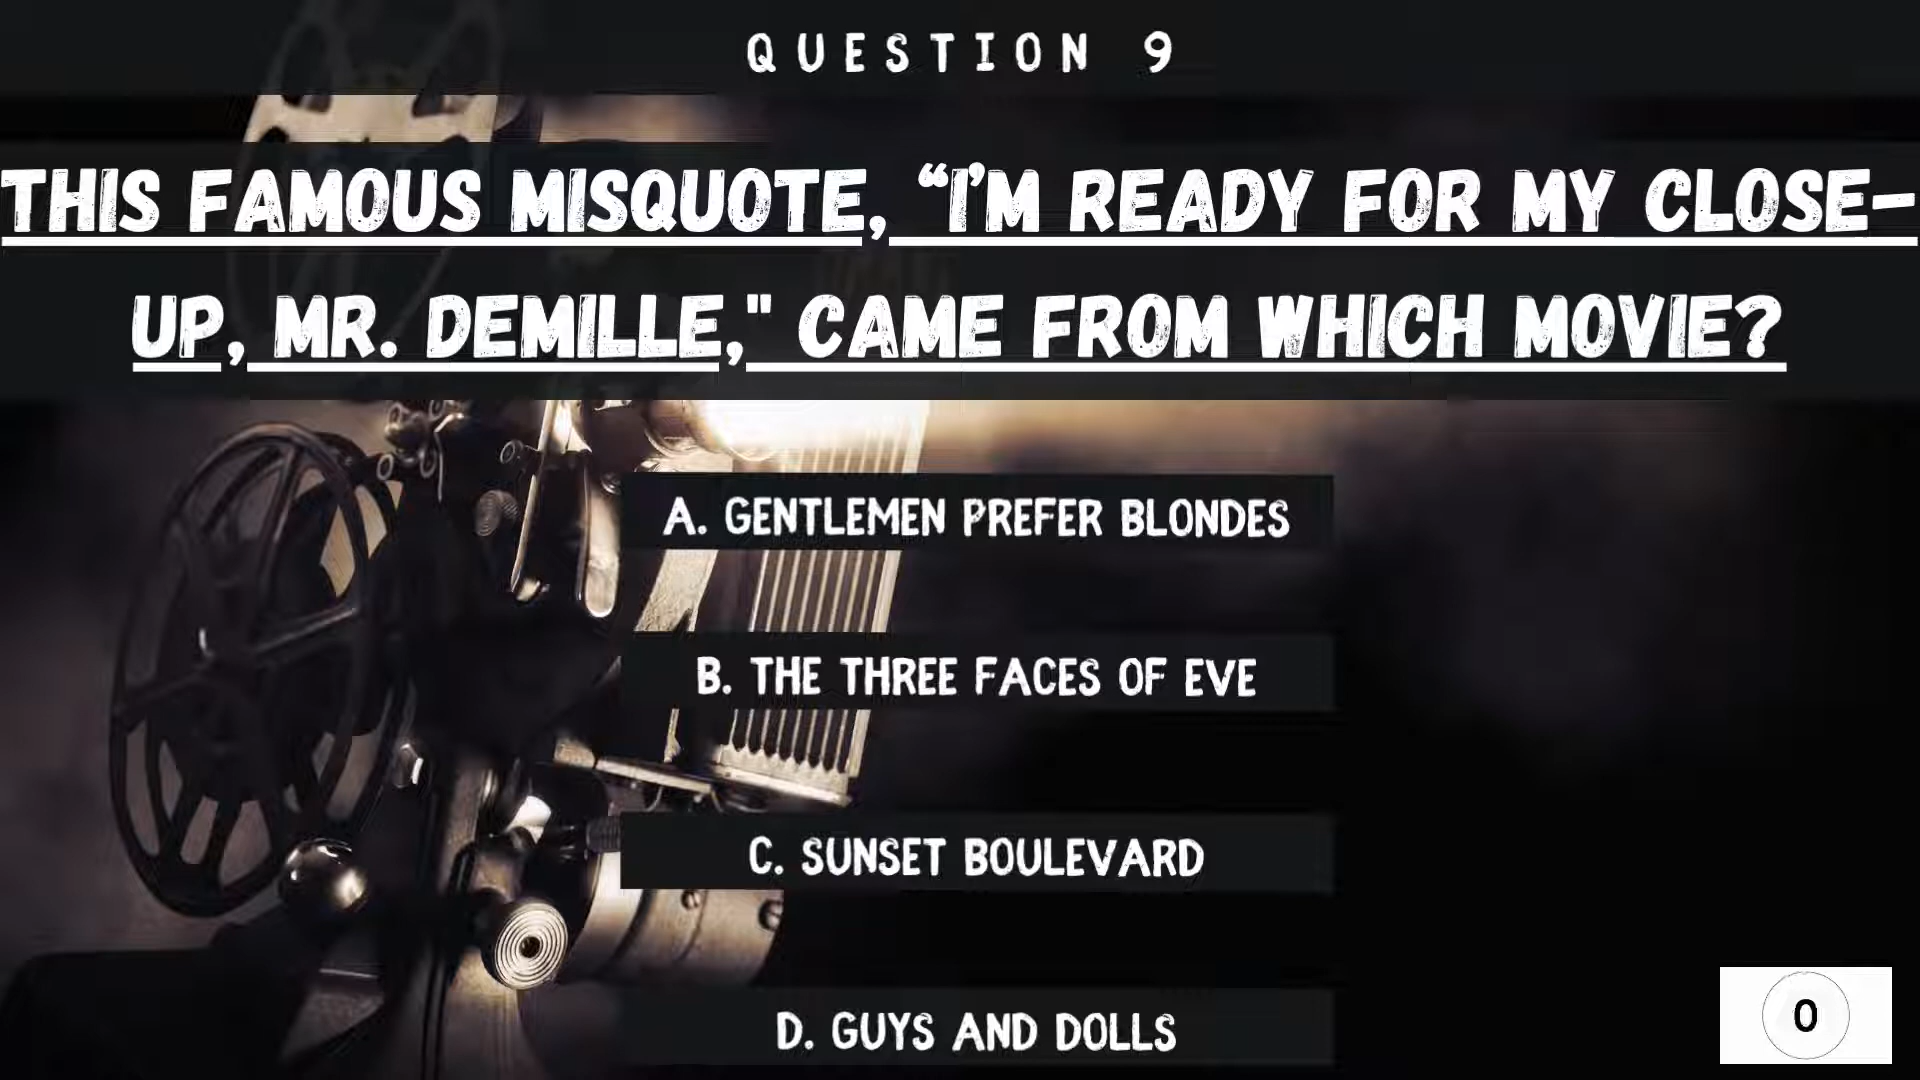 QUESTION 9
THIS FAMOUS MISQUOTE, “I’M READY FOR MY CLOSE-
UP, MR. DEMILLE," CAME FROM WHICH MOVIE?
A. GENTLEMEN PREFER BLONDES
B. THE THREE FACES OF EVE
C. SUNSET BOULEVARD
D. GUYS AND DOLLS
0